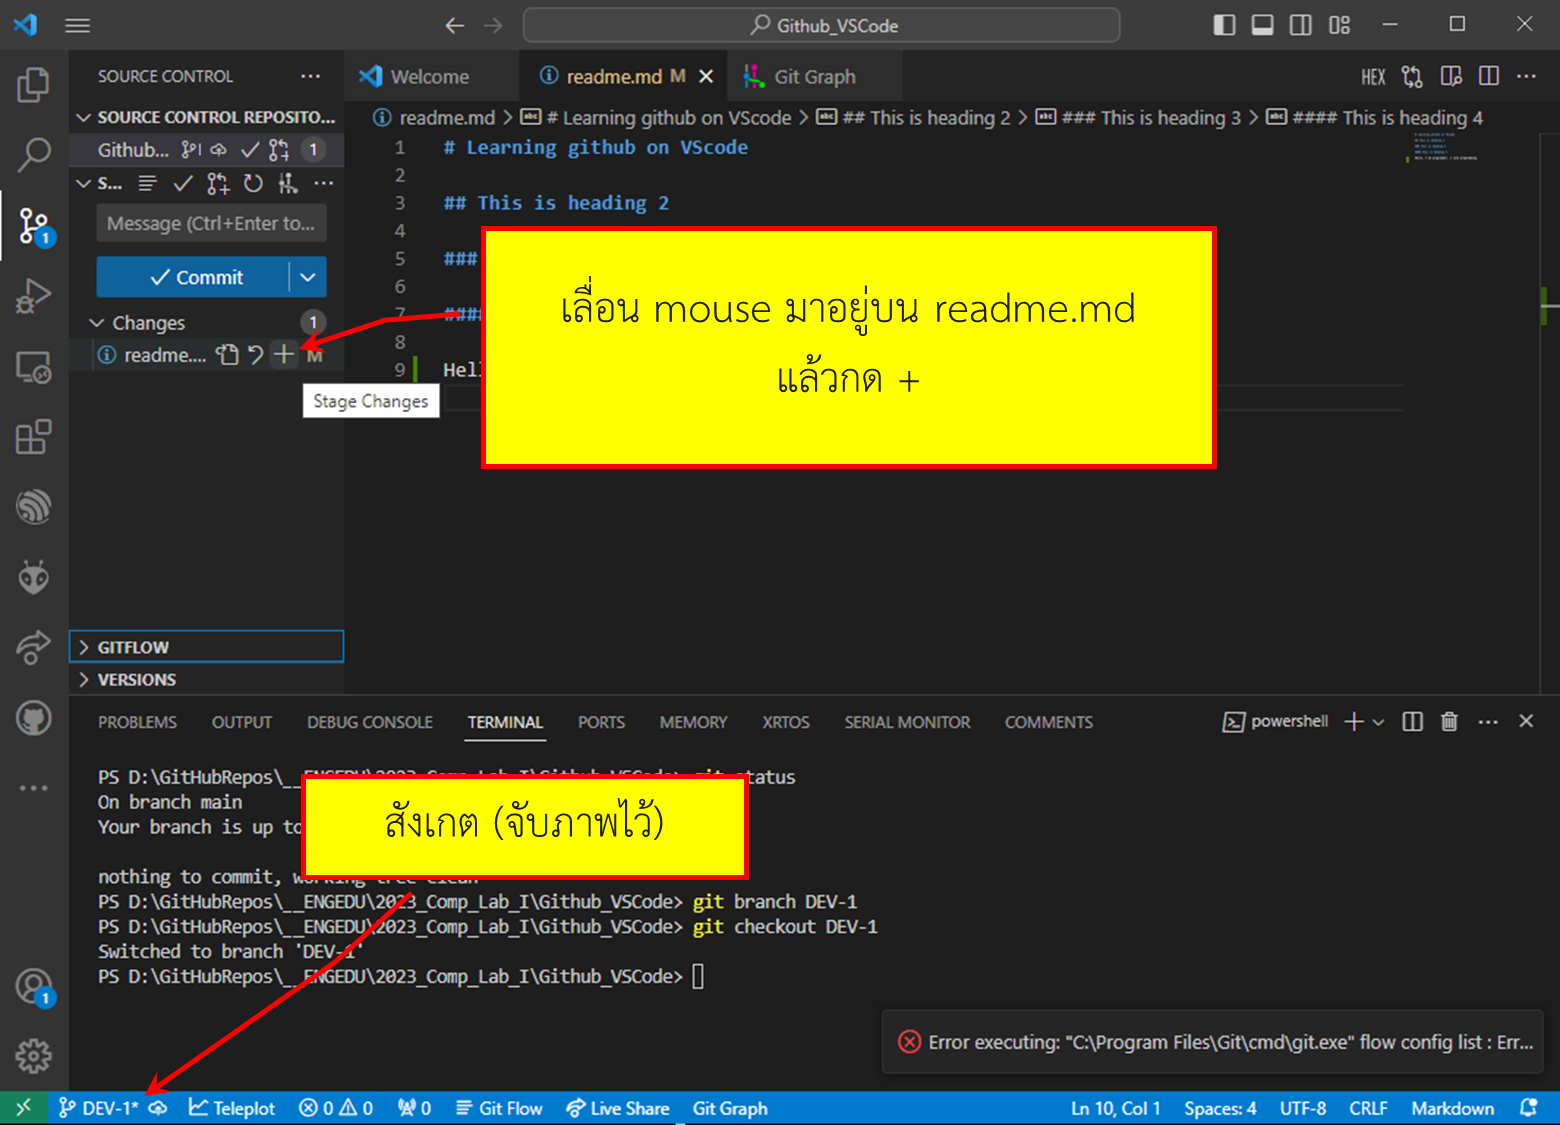 Github_VSCode
SOURCE CONTROL
Welcome
readme.md M
Git Graph
HEX
SOURCE CONTROL REPOSITO...
readme.md > # Learning github on VScode > ## This is heading 2 > ### This is heading 3 > #### This is heading 4
Github... 1
1 # Learning github on VScode
2
S...
3 ## This is heading 2
Message (Ctrl+Enter to...
4
5 ###
Commit
6
7 ####
Changes 1
8
readme.... M
9 Hell
Stage Changes
เลื่อน mouse มาอยู่บน readme.md
แล้วกด +
GITFLOW
VERSIONS
PROBLEMS OUTPUT DEBUG CONSOLE TERMINAL PORTS MEMORY XRTOS SERIAL MONITOR COMMENTS
powershell
PS D:\GitHubRepos\__ENGEDU\2023_Comp_Lab_I\Github_VSCode> git status
On branch main
Your branch is up to
สังเกต (จับภาพไว้)
nothing to commit, working tree clean
PS D:\GitHubRepos\__ENGEDU\2023_Comp_Lab_I\Github_VSCode> git branch DEV-1
PS D:\GitHubRepos\__ENGEDU\2023_Comp_Lab_I\Github_VSCode> git checkout DEV-1
Switched to branch 'DEV-1'
PS D:\GitHubRepos\__ENGEDU\2023_Comp_Lab_I\Github_VSCode>
1
1
Error executing: "C:\Program Files\Git\cmd\git.exe" flow config list : Err...
DEV-1* Teleplot 0 0 0 Git Flow Live Share Git Graph Ln 10, Col 1 Spaces: 4 UTF-8 CRLF Markdown